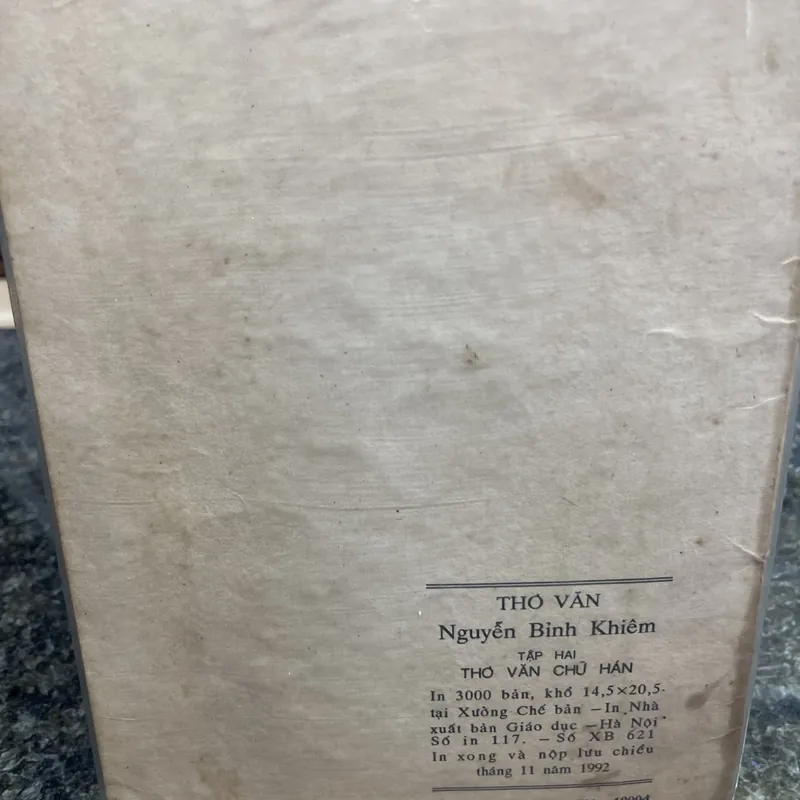 THƠ VĂN
Nguyễn Bỉnh Khiêm
TẬP HAI
THƠ VĂN CHỮ HÁN
In 3000 bản, khổ 14,5×20,5.
tại Xưởng Chế bản – In Nhà
xuất bản Giáo dục – Hà Nội
Số in 117. – Số XB 621
In xong và nộp lưu chiểu
tháng 11 năm 1992